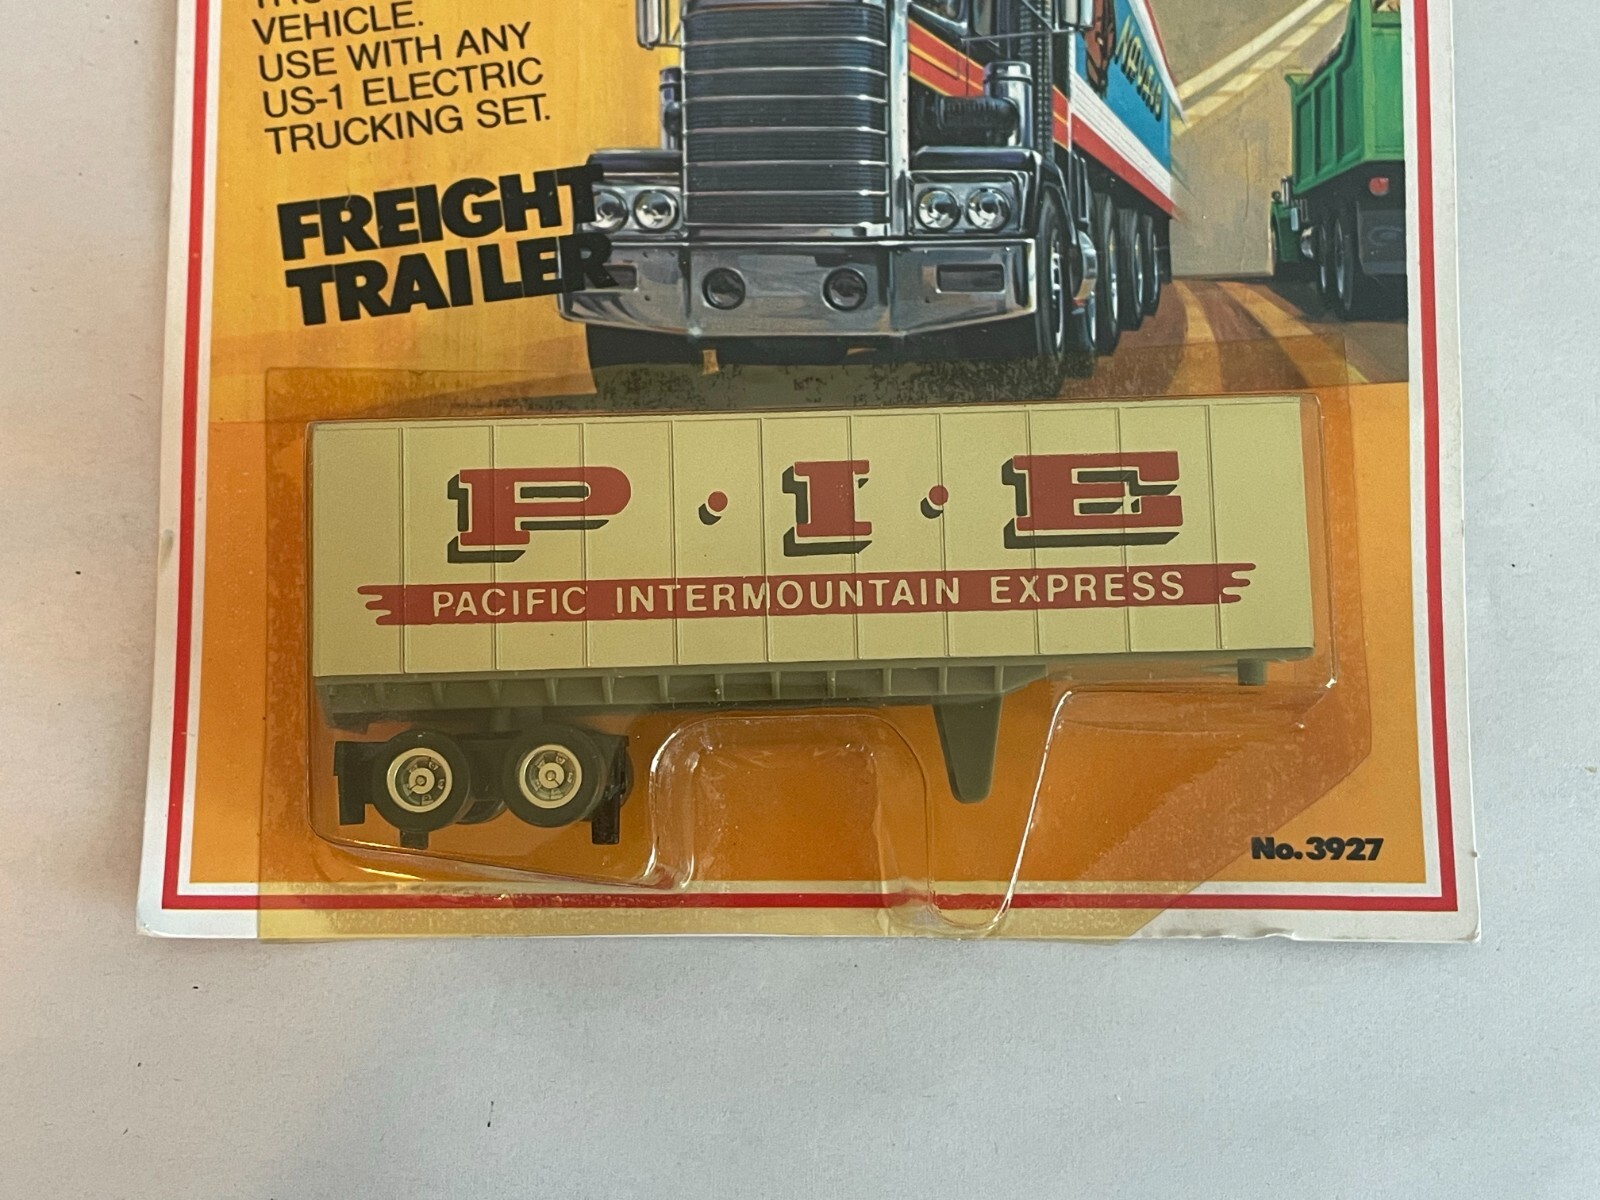 VEHICLE.
USE WITH ANY
US-1 ELECTRIC
TRUCKING SET.
FREIGHT
TRAILER
P·I·E
PACIFIC INTERMOUNTAIN EXPRESS
No. 3927